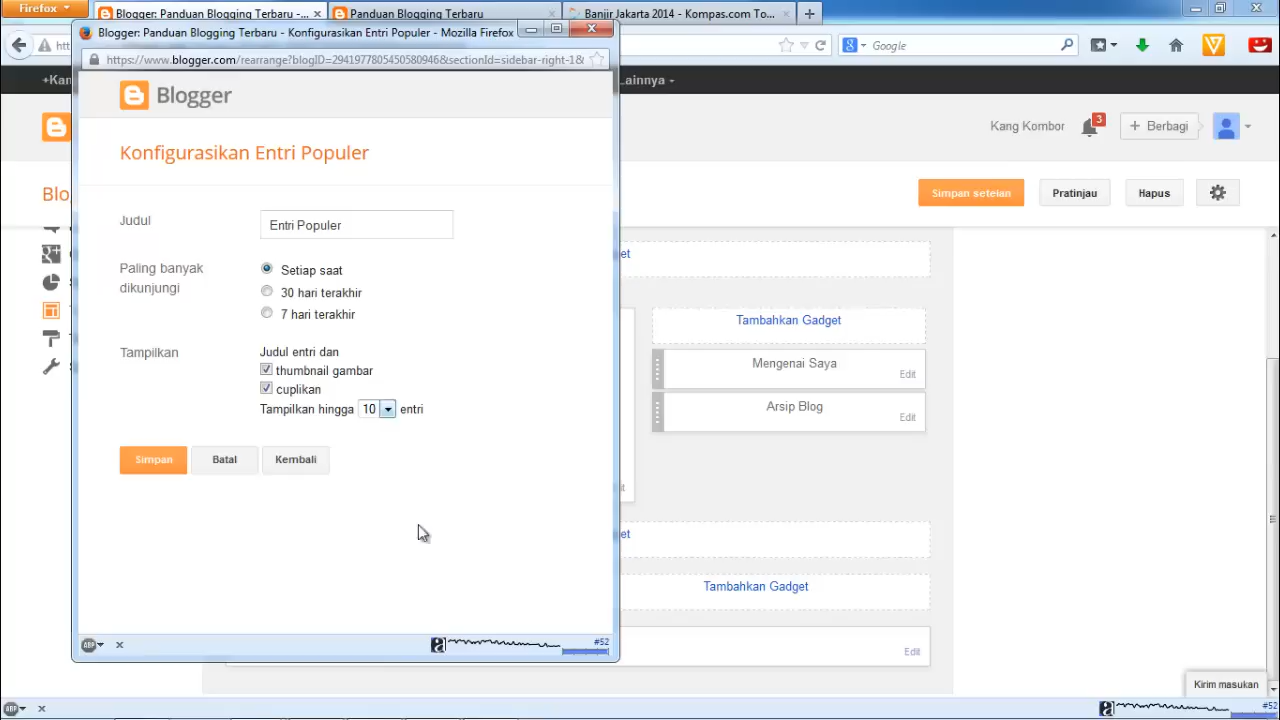 Firefox
Blogger: Panduan Blogging Terbaru -...
Panduan Blogging Terbaru
Banjir Jakarta 2014 - Kompas.com To...
Blogger: Panduan Blogging Terbaru - Konfigurasikan Entri Populer - Mozilla Firefox
Google
https://www.blogger.com/rearrange?blogID=2941977805450580946&sectionId=sidebar-right-1&
Lainnya
Blogger
Kang Kombor
3
+ Berbagi
Konfigurasikan Entri Populer
Simpan setelan
Pratinjau
Hapus
Judul
Entri Populer
Paling banyak dikunjungi
Setiap saat
30 hari terakhir
7 hari terakhir
Tambahkan Gadget
Mengenai Saya
Edit
Arsip Blog
Edit
Tampilkan
Judul entri dan
thumbnail gambar
cuplikan
Tampilkan hingga 10 entri
Simpan
Batal
Kembali
Tambahkan Gadget
Edit
ABP
#52
Kirim masukan
ABP
#52